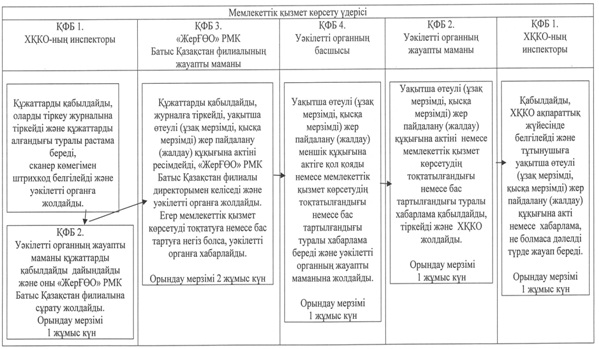 Мемлекеттік қызмет көрсету үдерісі
ҚФБ 1.
ХҚКО-ның инспекторы
ҚФБ 3.
«ЖерҒӨО» РМК
Батыс Қазақстан филиалының
жауапты маманы
ҚФБ 4.
Уәкілетті органның
басшысы
ҚФБ 2.
Уәкілетті органның
жауапты маманы
ҚФБ 1.
ХҚКО-ның
инспекторы
Құжаттарды қабылдайды,
оларды тіркеу журналына
тіркейді және құжаттарды
алғандығы туралы растама
береді,
сканер көмегімен
штрихкод белгілейді және
уәкілетті органға
жолдайды.
ҚФБ 2.
Уәкілетті органның жауапты
маманы құжаттарды
қабылдайды дайындайды
және оны «ЖерҒӨО» РМК
Батыс Қазақстан филиалына
сұрату жолдайды.
Орындау мерзімі
1 жұмыс күн
Құжаттарды қабылдайды,
журналға тіркейді, уақытша
өтеулі (ұзақ мерзімді, қысқа
мерзімді) жер пайдалану
(жалдау) құқығына актіні
ресімдейді, «ЖерҒӨО» РМК
Батыс Қазақстан филиалы
директорымен келіседі және
уәкілетті органға жолдайды.
Егер мемлекеттік қызмет
көрсетуді тоқтатуға немесе бас
тартуға негіз болса, уәкілетті
органға хабарлайды.
Орындау мерзімі 2 жұмыс күн
Уақытша өтеулі (ұзақ
мерзімді, қысқа
мерзімді) жер
пайдалану (жалдау)
меншік құқығына
актіге қол қояды
немесе мемлекеттік
қызмет көрсетудің
тоқтатылғандығы
немесе бас
тартылғандығы
туралы хабарлама
береді және уәкілетті
органның жауапты
маманына жолдайды.
Орындау мерзімі
1 жұмыс күн
Уақытша өтеулі (ұзақ
мерзімді, қысқа
мерзімді) жер
пайдалану (жалдау)
құқығына актіні немесе
мемлекеттік қызмет
көрсетудің
тоқтатылғандығы
немесе бас
тартылғандығы туралы
хабарлама қабылдайды,
тіркейді және ХҚКО
жолдайды.
Орындау мерзімі
1 жұмыс күн
Қабылдайды,
ХҚКО ақпараттық
жүйесінде
белгілейді және
тұтынушыға
уақытша өтеулі
(ұзақ мерзімді,
қысқа мерзімді) жер
пайдалану (жалдау)
құқығына акті
немесе хабарлама,
не болмаса дәлелді
түрде жауап береді.
Орындау мерзімі
1 жұмыс күн